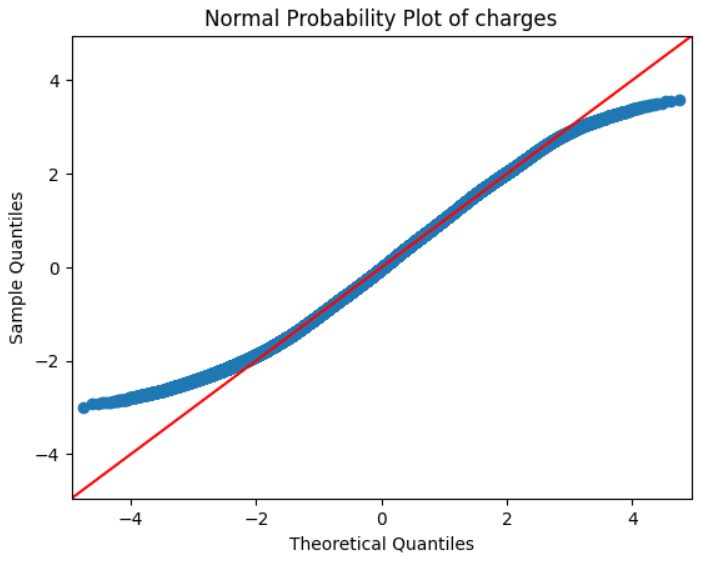 Normal Probability Plot of charges
4
2
0
−2
−4
Sample Quantiles
−4 −2 0 2 4
Theoretical Quantiles